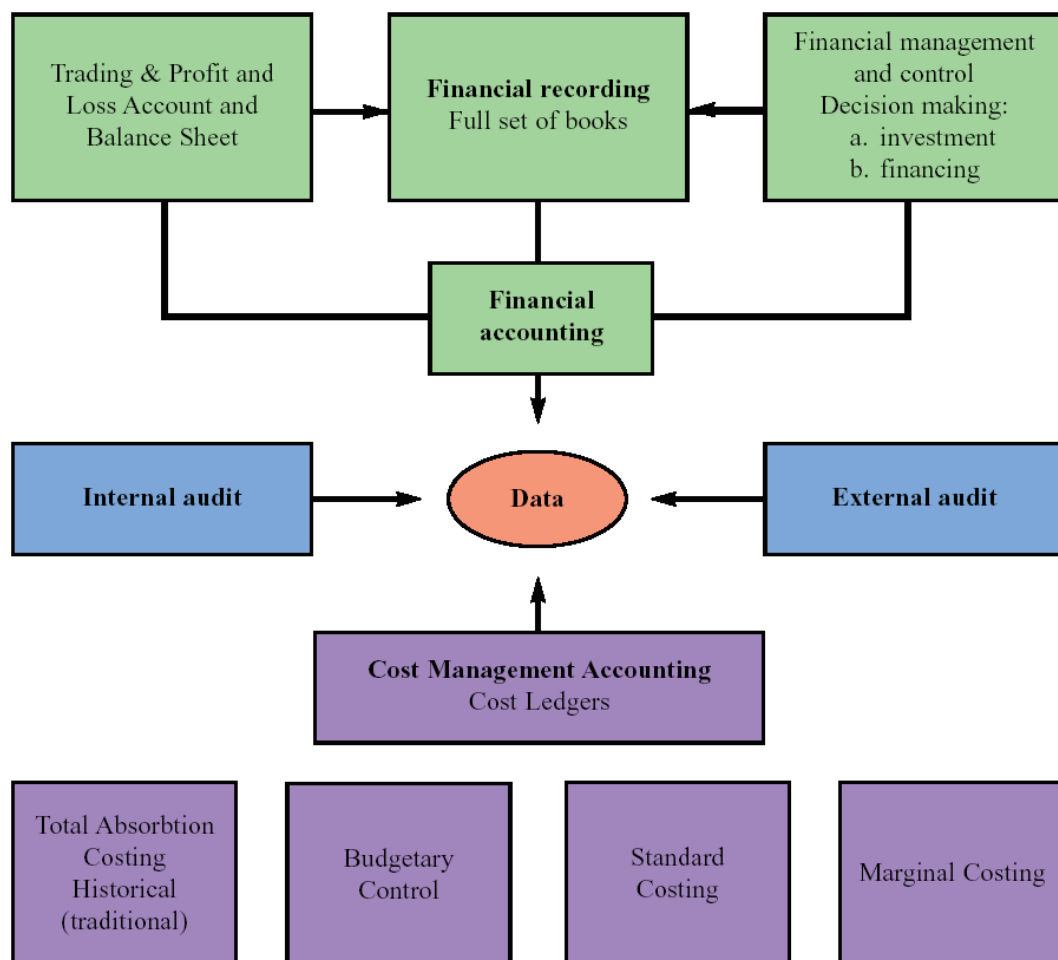 Trading & Profit and
Loss Account and
Balance Sheet
Financial recording
Full set of books
Financial management
and control
Decision making:
a. investment
b. financing
Financial
accounting
Internal audit
Data
External audit
Cost Management Accounting
Cost Ledgers
Total Absorbtion
Costing
Historical
(traditional)
Budgetary
Control
Standard
Costing
Marginal Costing